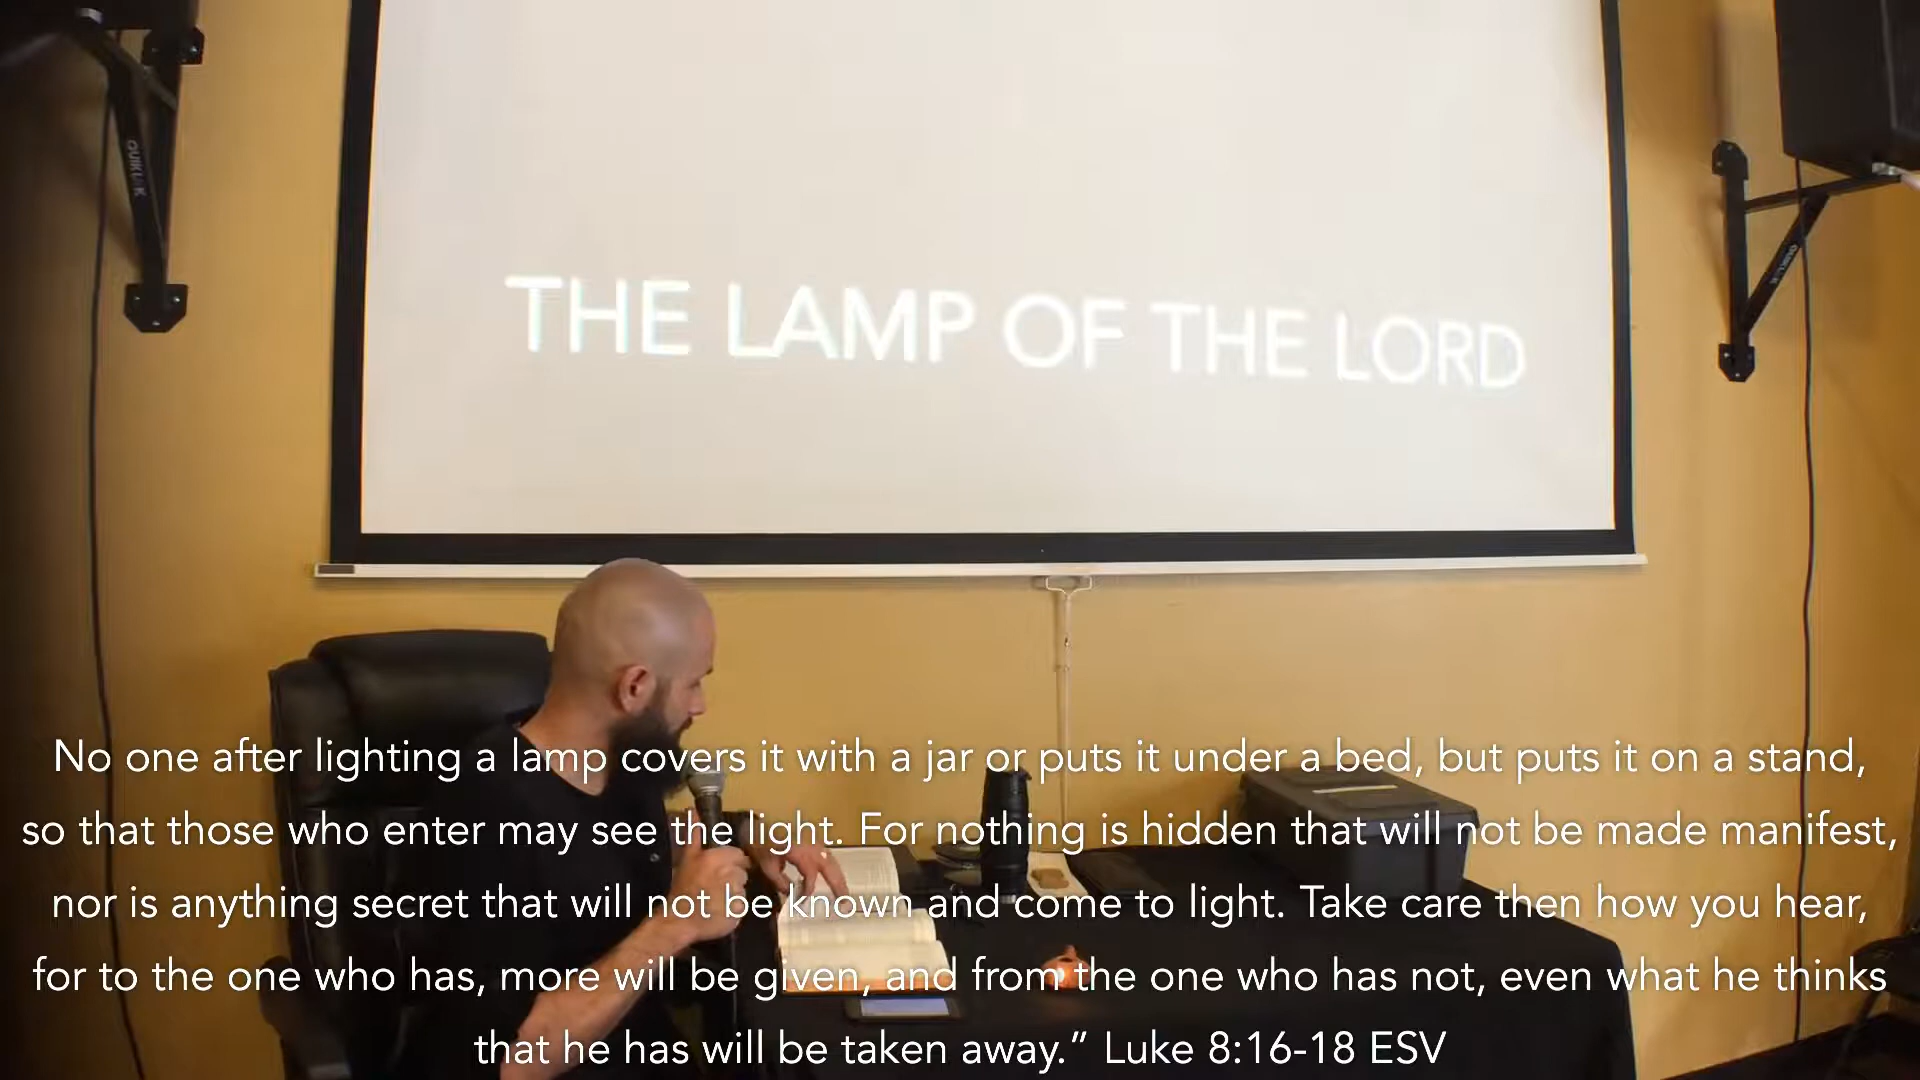 THE LAMP OF THE LORD
No one after lighting a lamp covers it with a jar or puts it under a bed, but puts it on a stand,
so that those who enter may see the light. For nothing is hidden that will not be made manifest,
nor is anything secret that will not be known and come to light. Take care then how you hear,
for to the one who has, more will be given, and from the one who has not, even what he thinks
that he has will be taken away.” Luke 8:16-18 ESV